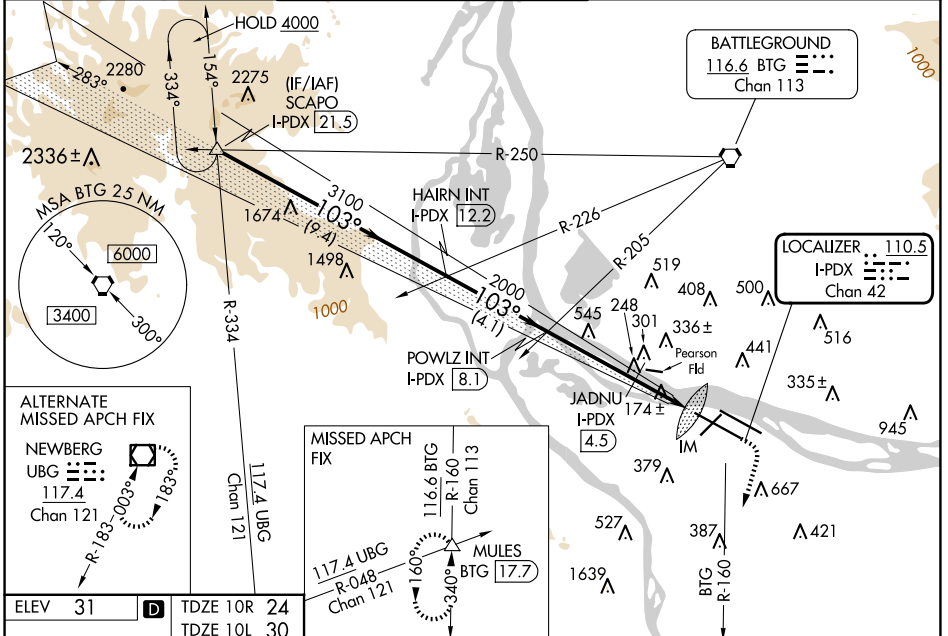 HOLD 4000
154°
334°
283°
2280
2275
(IF/IAF)
SCAPO
I-PDX 21.5
2336±
BATTLEGROUND
116.6 BTG
Chan 113
1000
R-250
MSA BTG 25 NM
120°
6000
3400
300°
1674
3100
103°
(9.4)
1498
1000
HAIRN INT
I-PDX 12.2
R-226
R-205
LOCALIZER 110.5
I-PDX
Chan 42
2000
103°
(4.1)
R-334
519
408
500
545
248
301
336±
516
Pearson
Fld
441
POWLZ INT
I-PDX 8.1
JADNU
I-PDX
4.5
174±
335±
945
IM
379
667
527
387
421
1639
BTG
R-160
117.4 UBG
Chan 121
ALTERNATE
MISSED APCH FIX
NEWBERG
UBG
117.4
Chan 121
R-183
003°
183°
MISSED APCH
FIX
116.6 BTG
R-160
Chan 113
117.4 UBG
R-048
Chan 121
160°
340°
MULES
BTG 17.7
ELEV 31
D
TDZE 10R 24
TDZE 10L 30